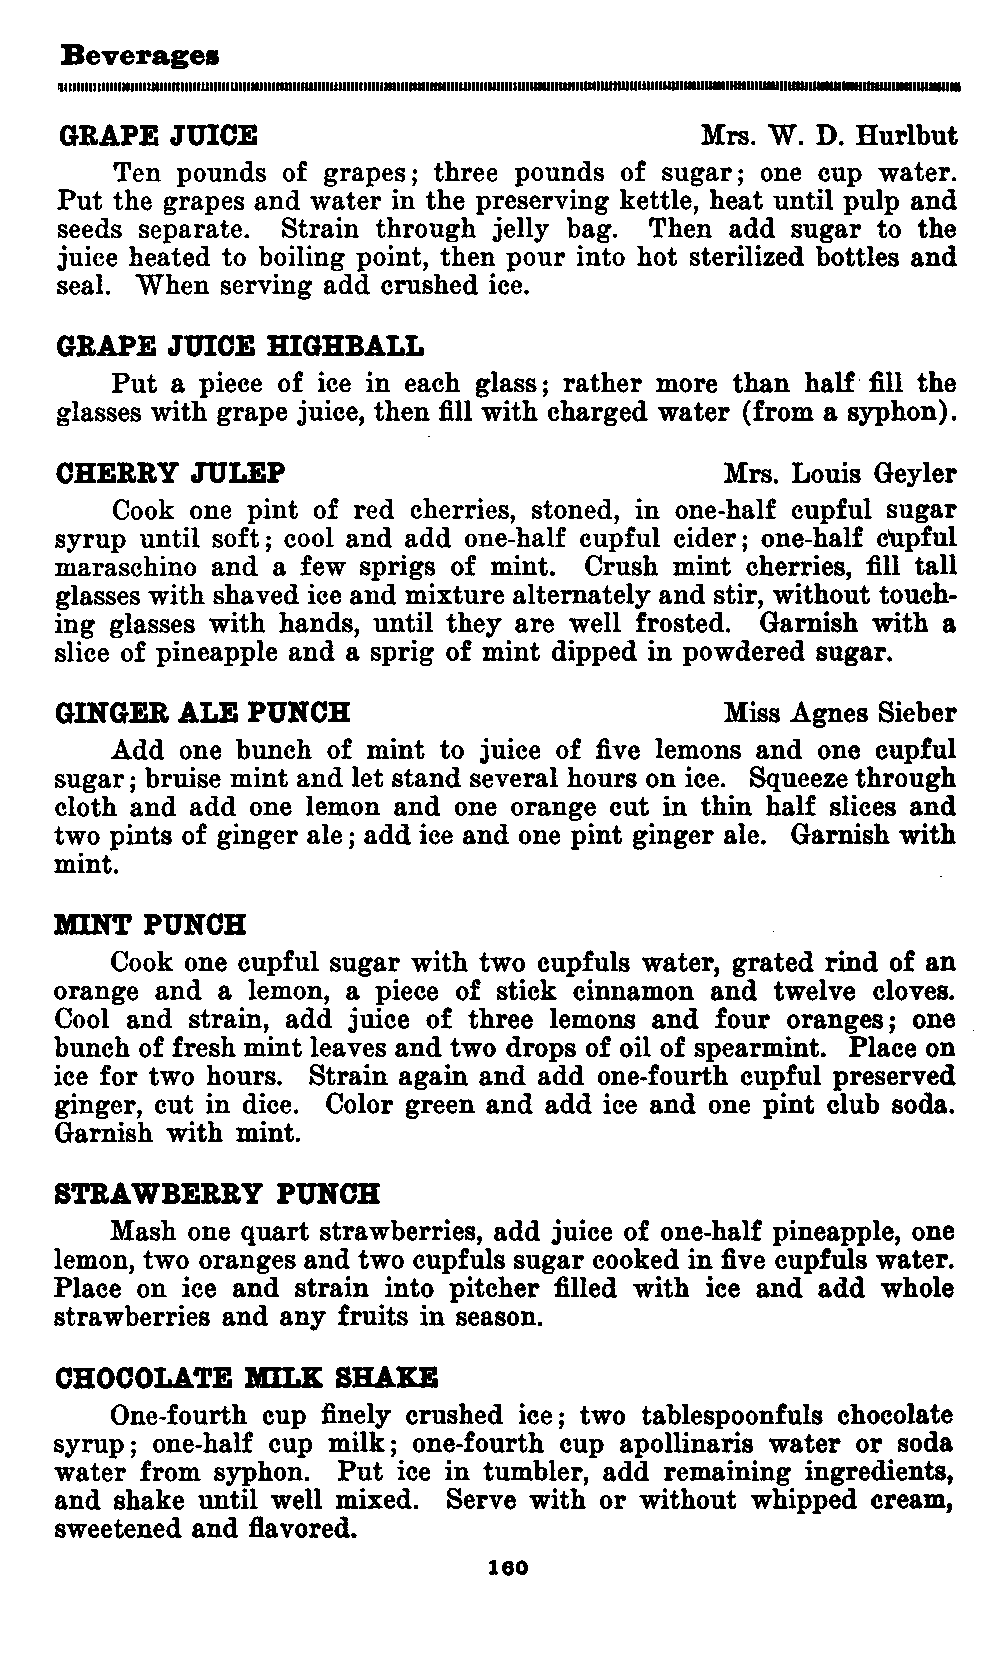 Beverages
GRAPE JUICE Mrs. W. D. Hurlbut
Ten pounds of grapes; three pounds of sugar; one cup water.
Put the grapes and water in the preserving kettle, heat until pulp and
seeds separate. Strain through jelly bag. Then add sugar to the
juice heated to boiling point, then pour into hot sterilized bottles and
seal. When serving add crushed ice.
GRAPE JUICE HIGHBALL
Put a piece of ice in each glass; rather more than half fill the
glasses with grape juice, then fill with charged water (from a syphon).
CHERRY JULEP Mrs. Louis Geyler
Cook one pint of red cherries, stoned, in one-half cupful sugar
syrup until soft; cool and add one-half cupful cider; one-half cupful
maraschino and a few sprigs of mint. Crush mint cherries, fill tall
glasses with shaved ice and mixture alternately and stir, without touch-
ing glasses with hands, until they are well frosted. Garnish with a
slice of pineapple and a sprig of mint dipped in powdered sugar.
GINGER ALE PUNCH Miss Agnes Sieber
Add one bunch of mint to juice of five lemons and one cupful
sugar; bruise mint and let stand several hours on ice. Squeeze through
cloth and add one lemon and one orange cut in thin half slices and
two pints of ginger ale; add ice and one pint ginger ale. Garnish with
mint.
MINT PUNCH
Cook one cupful sugar with two cupfuls water, grated rind of an
orange and a lemon, a piece of stick cinnamon and twelve cloves.
Cool and strain, add juice of three lemons and four oranges; one
bunch of fresh mint leaves and two drops of oil of spearmint. Place on
ice for two hours. Strain again and add one-fourth cupful preserved
ginger, cut in dice. Color green and add ice and one pint club soda.
Garnish with mint.
STRAWBERRY PUNCH
Mash one quart strawberries, add juice of one-half pineapple, one
lemon, two oranges and two cupfuls sugar cooked in five cupfuls water.
Place on ice and strain into pitcher filled with ice and add whole
strawberries and any fruits in season.
CHOCOLATE MILK SHAKE
One-fourth cup finely crushed ice; two tablespoonfuls chocolate
syrup; one-half cup milk; one-fourth cup apollinaris water or soda
water from syphon. Put ice in tumbler, add remaining ingredients,
and shake until well mixed. Serve with or without whipped cream,
sweetened and flavored.
160